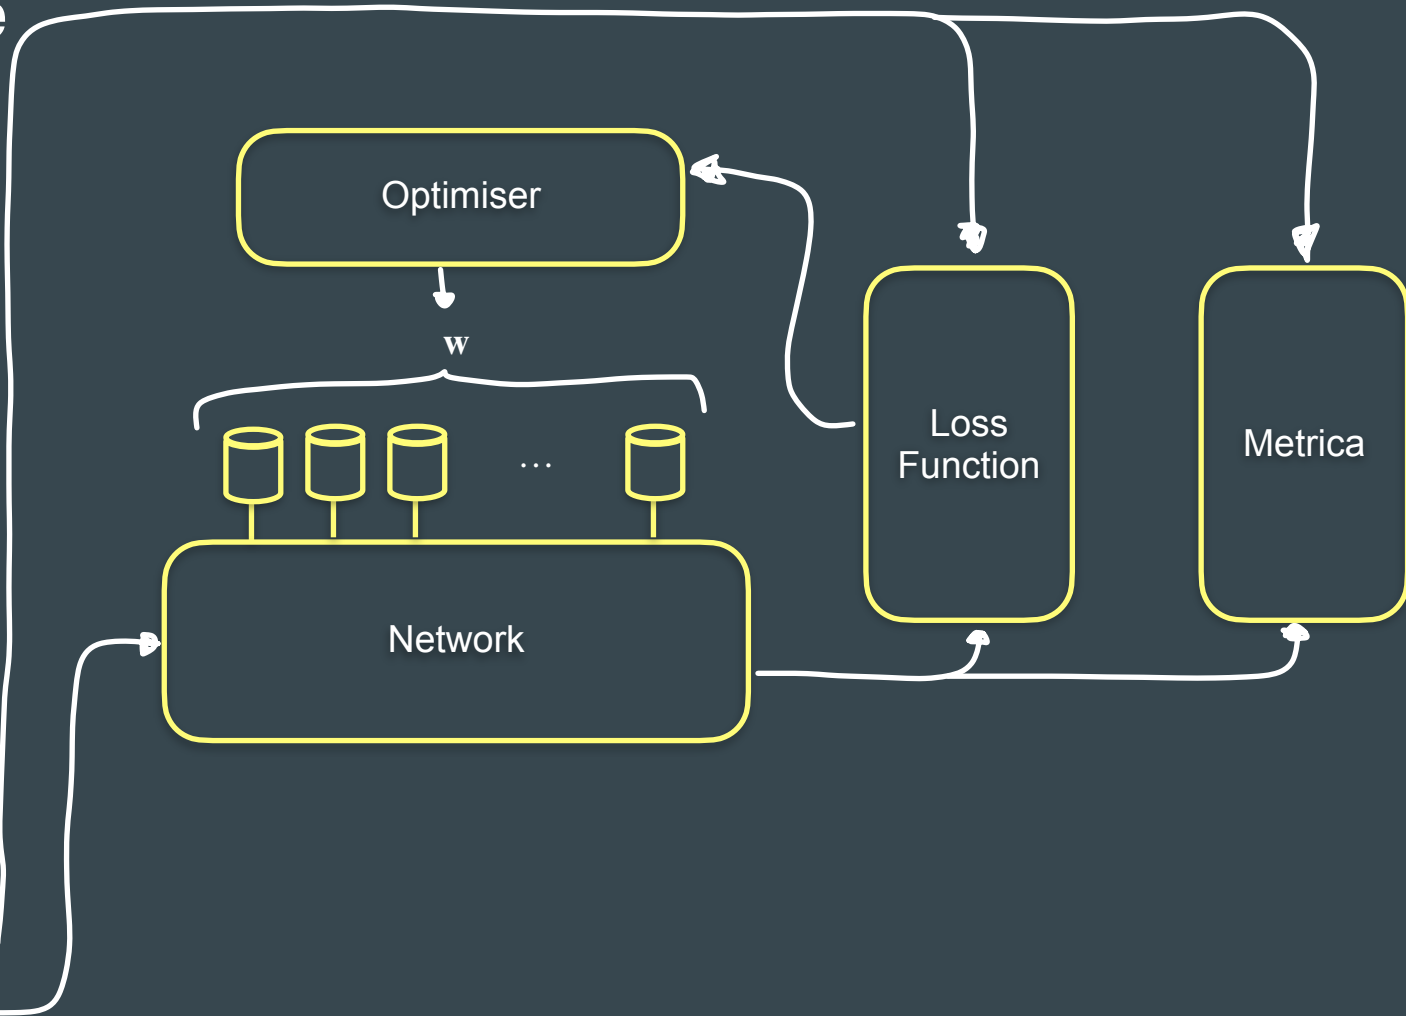 e
Optimiser
w
...
Loss
Function
Metrica
Network